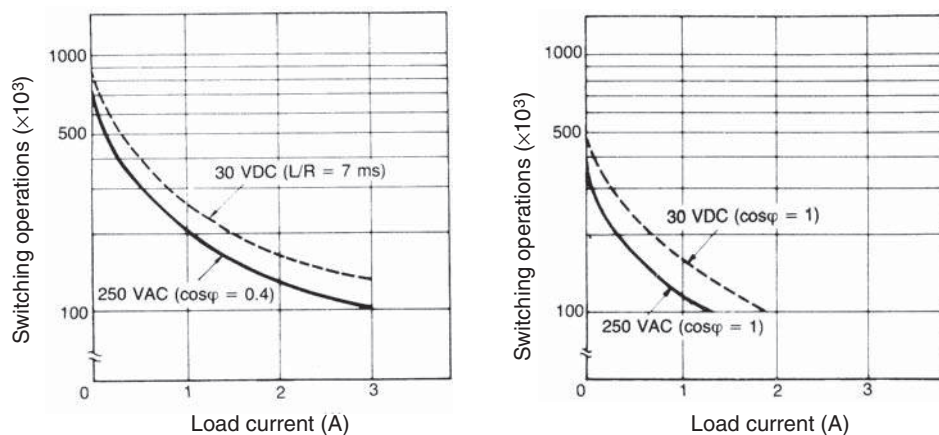 Switching operations (×10³)
1000
500
100
0
1
2
3
30 VDC (L/R = 7 ms)
250 VAC (cosφ = 0.4)
Load current (A)
Switching operations (×10³)
1000
500
100
0
1
2
3
30 VDC (cosφ = 1)
250 VAC (cosφ = 1)
Load current (A)